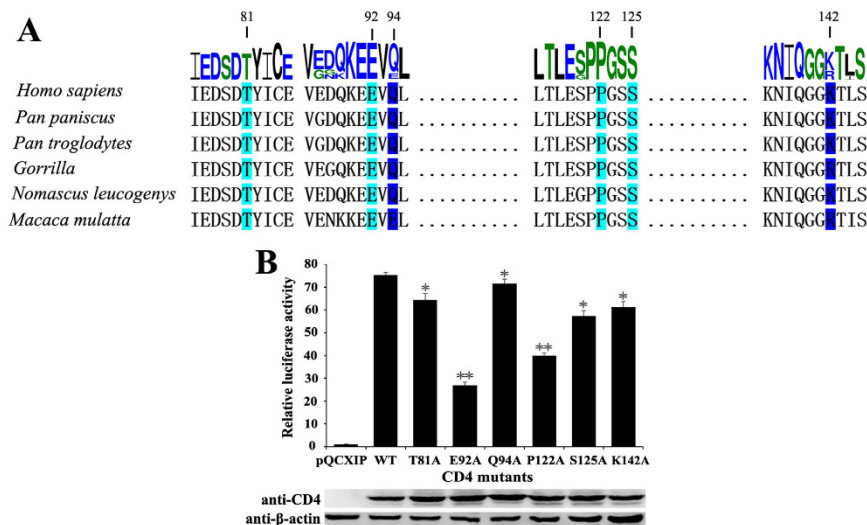 A
81 92 94 122 125 142
IEDSDTYICE VEDQKEEVQL LTLESPPGSS KNIQGGKTLS
Homo sapiens IEDSDTYICE VEDQKEEVQL .......... LTLESPPGSS .......... KNIQGGKTLS
Pan paniscus IEDSDTYICE VGDQKEEVQL .......... LTLESPPGSS .......... KNIQGGKTLS
Pan troglodytes IEDSDTYICE VGDQKEEVQL .......... LTLESPPGSS .......... KNIQGGKTLS
Gorrilla IEDSDTYICE VEGQKEEVQL .......... LTLESPPGSS .......... KNIQGGRTLS
Nomascus leucogenys IEDSDTYICE VEDQKEEVQL .......... LTLEGPPGSS .......... KNIQGGRTLS
Macaca mulatta IEDSDTYICE VENKKEEVEL .......... LTLESPPGSS .......... KNIQGGRTIS
B
Relative luciferase activity
80
70
60
50
40
30
20
10
0
* ** * ** * *
pQCXIP WT T81A E92A Q94A P122A S125A K142A
CD4 mutants
anti-CD4
anti-β-actin